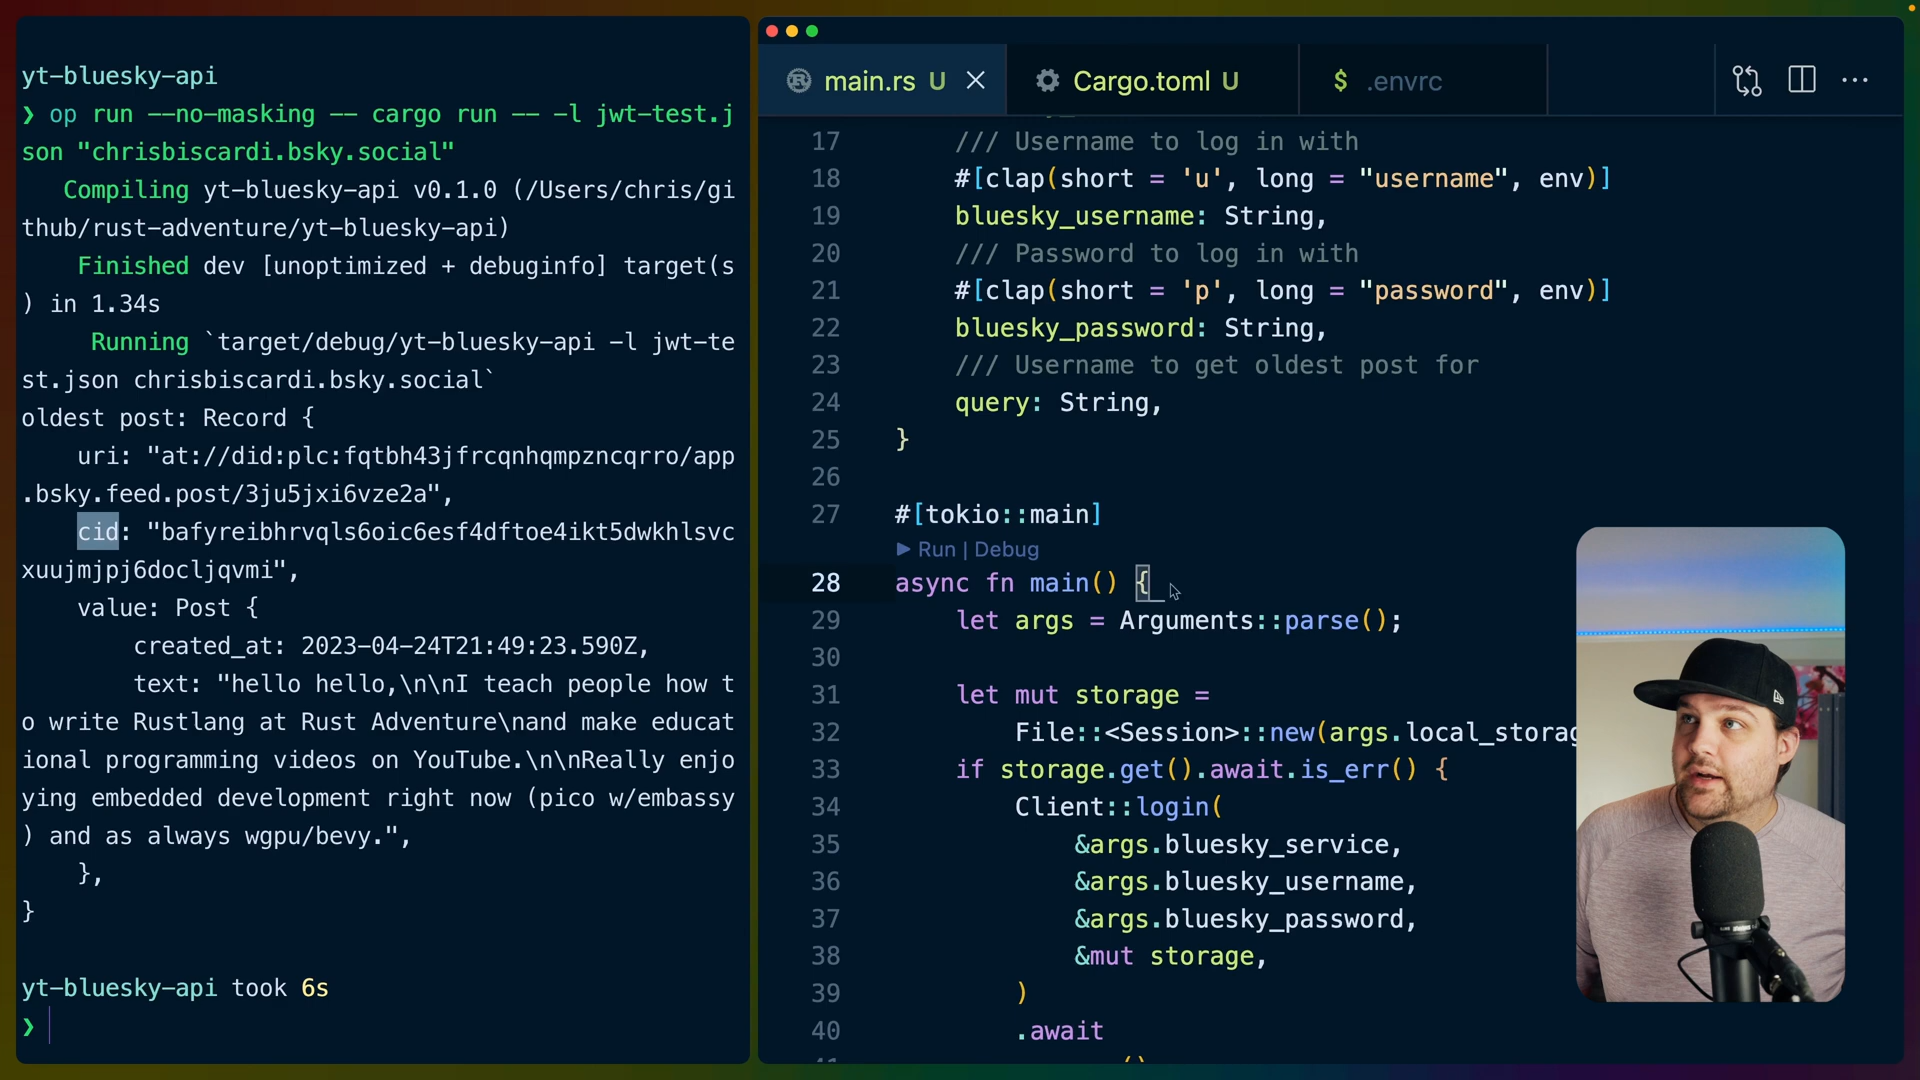 yt-bluesky-api
❯ op run --no-masking -- cargo run -- -l jwt-test.j
son "chrisbiscardi.bsky.social"
Compiling yt-bluesky-api v0.1.0 (/Users/chris/gi
thub/rust-adventure/yt-bluesky-api)
Finished dev [unoptimized + debuginfo] target(s
) in 1.34s
Running `target/debug/yt-bluesky-api -l jwt-te
st.json chrisbiscardi.bsky.social`
oldest post: Record {
uri: "at://did:plc:fqtbh43jfrcqnhqmpzncqrro/app
.bsky.feed.post/3ju5jxi6vze2a",
cid: "bafyreibhrvqls6oic6esf4dftoe4ikt5dwkhlsvc
xuujmjpj6docljqvmi",
value: Post {
created_at: 2023-04-24T21:49:23.590Z,
text: "hello hello,\n\nI teach people how t
o write Rustlang at Rust Adventure\nand make educat
ional programming videos on YouTube.\n\nReally enjo
ying embedded development right now (pico w/embassy
) and as always wgpu/bevy.",
},
}
yt-bluesky-api took 6s
❯
main.rs U
Cargo.toml U
$ .envrc
17 /// Username to log in with
18 #[clap(short = 'u', long = "username", env)]
19 bluesky_username: String,
20 /// Password to log in with
21 #[clap(short = 'p', long = "password", env)]
22 bluesky_password: String,
23 /// Username to get oldest post for
24 query: String,
25 }
26
27 #[tokio::main]
▶ Run | Debug
28 async fn main() {
29 let args = Arguments::parse();
30
31 let mut storage =
32 File::<Session>::new(args.local_storag
33 if storage.get().await.is_err() {
34 Client::login(
35 &args.bluesky_service,
36 &args.bluesky_username,
37 &args.bluesky_password,
38 &mut storage,
39 )
40 .await